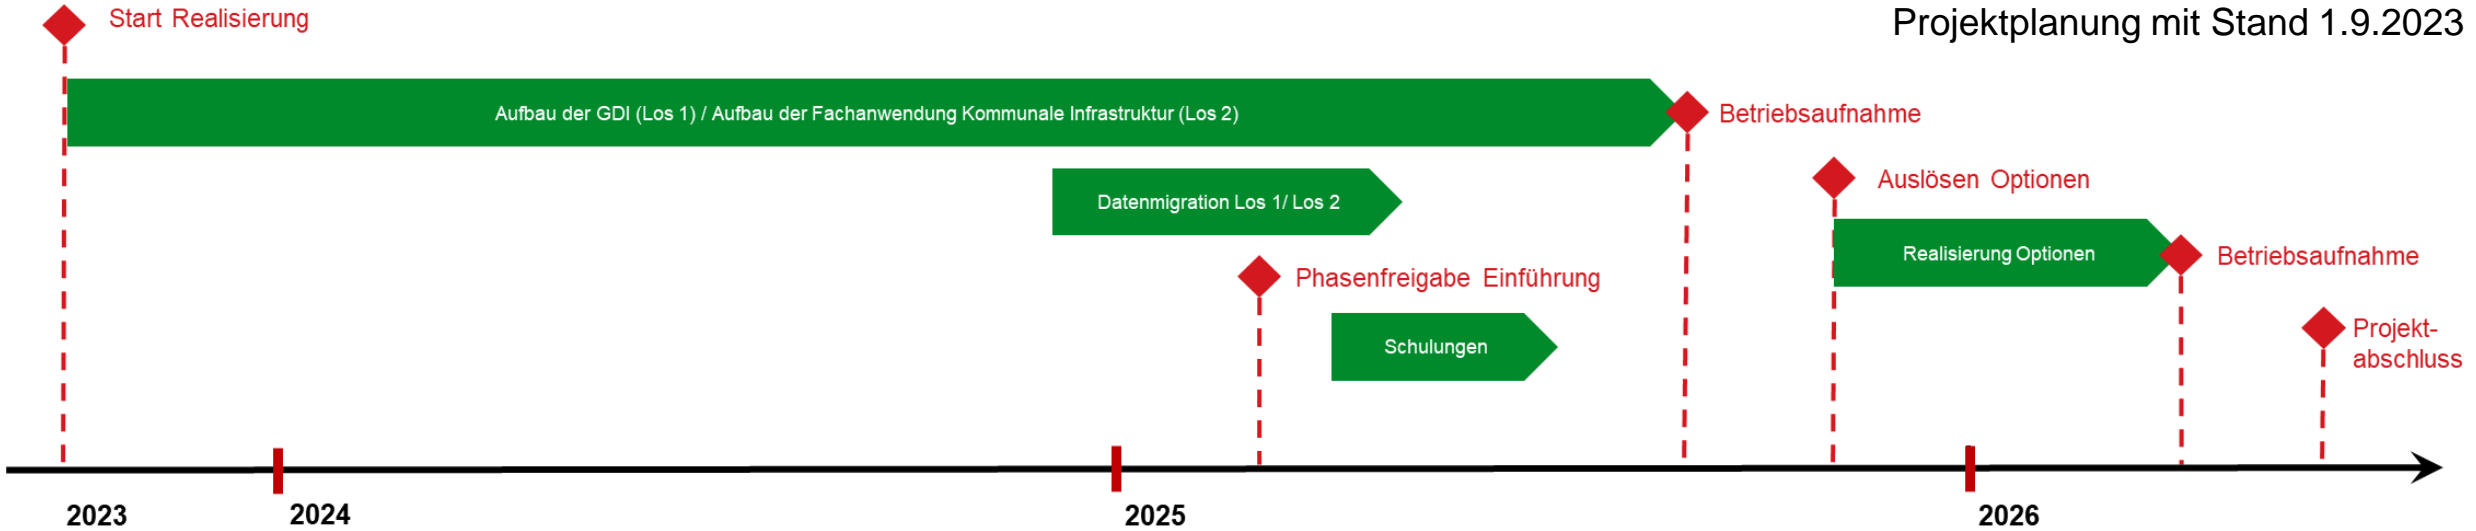 Start Realisierung
Projektplanung mit Stand 1.9.2023
Aufbau der GDI (Los 1) / Aufbau der Fachanwendung Kommunale Infrastruktur (Los 2)
Betriebsaufnahme
Auslösen Optionen
Datenmigration Los 1/ Los 2
Realisierung Optionen
Betriebsaufnahme
Phasenfreigabe Einführung
Projekt-
abschluss
Schulungen
2023
2024
2025
2026